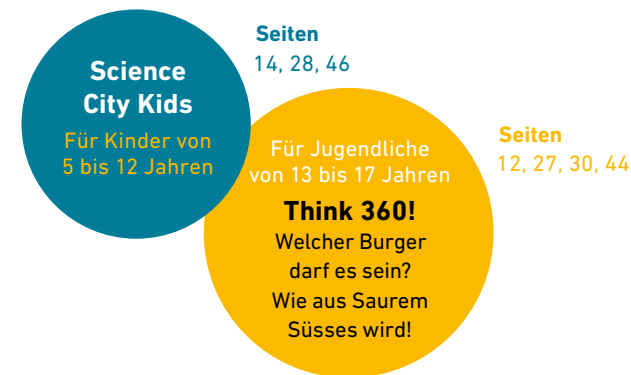 Science
City Kids
Für Kinder von
5 bis 12 Jahren
Seiten
14, 28, 46
Für Jugendliche
von 13 bis 17 Jahren
Think 360!
Welcher Burger
darf es sein?
Wie aus Saurem
Süsses wird!
Seiten
12, 27, 30, 44